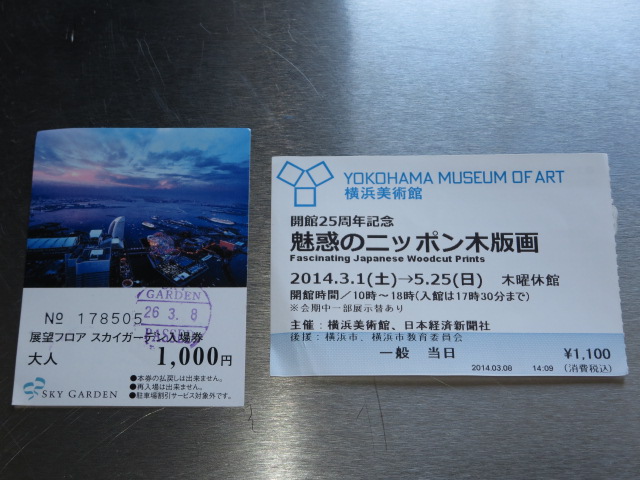 GARDEN
26 3. 8
PASSED
№ 178505
展望フロア スカイガーデン入場券
大人 1,000円
SKY GARDEN
●本券の払戻しは出来ません。
●再入場は出来ません。
●駐車場割引サービス対象外です。
YOKOHAMA MUSEUM OF ART
横浜美術館
開館25周年記念
魅惑のニッポン木版画
Fascinating Japanese Woodcut Prints
2014.3.1(土)→5.25(日) 木曜休館
開館時間／10時～18時(入館は17時30分まで)
※会期中一部展示替あり
主催：横浜美術館、日本経済新聞社
後援：横浜市、横浜市教育委員会
一般 当日 ¥1,100
2014.03.08 14:09 (消費税込)